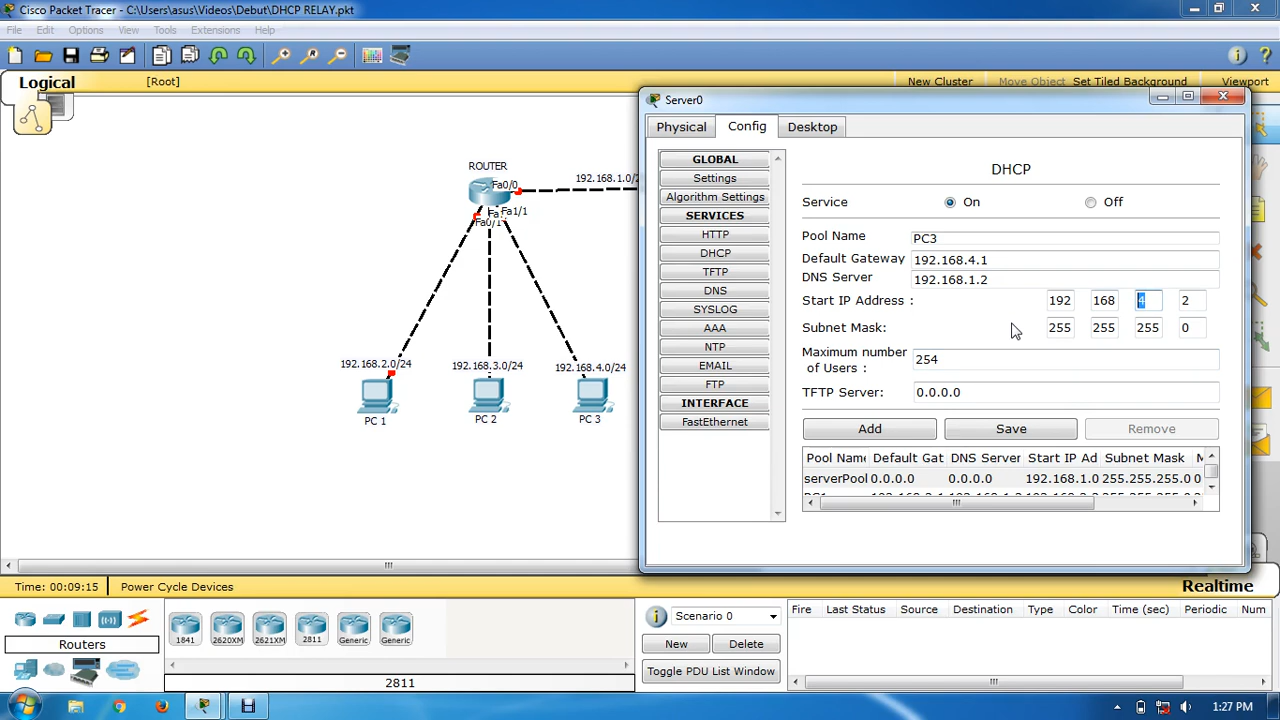 Cisco Packet Tracer - C:\Users\asus\Videos\Debut\DHCP RELAY.pkt
File Edit Options View Tools Extensions Help
Logical
[Root]
New Cluster
Move Object
Set Tiled Background
Viewport
ROUTER
Fa0/0
192.168.1.0/2
Fa1/1
Fa0/1
192.168.2.0/24
192.168.3.0/24
192.168.4.0/24
PC 1
PC 2
PC 3
Server0
Physical
Config
Desktop
GLOBAL
Settings
Algorithm Settings
SERVICES
HTTP
DHCP
TFTP
DNS
SYSLOG
AAA
NTP
EMAIL
FTP
INTERFACE
FastEthernet
DHCP
Service On Off
Pool Name PC3
Default Gateway 192.168.4.1
DNS Server 192.168.1.2
Start IP Address : 192 168 4 2
Subnet Mask: 255 255 255 0
Maximum number
of Users : 254
TFTP Server: 0.0.0.0
Add Save Remove
Pool Name Default Gat DNS Server Start IP Ad Subnet Mask M
serverPool 0.0.0.0 0.0.0.0 192.168.1.0 255.255.255.0 0
Time: 00:09:15
Power Cycle Devices
Realtime
Routers
1841
2620XM
2621XM
2811
Generic
Generic
2811
Scenario 0
New
Delete
Toggle PDU List Window
Fire Last Status Source Destination Type Color Time (sec) Periodic Num
1:27 PM